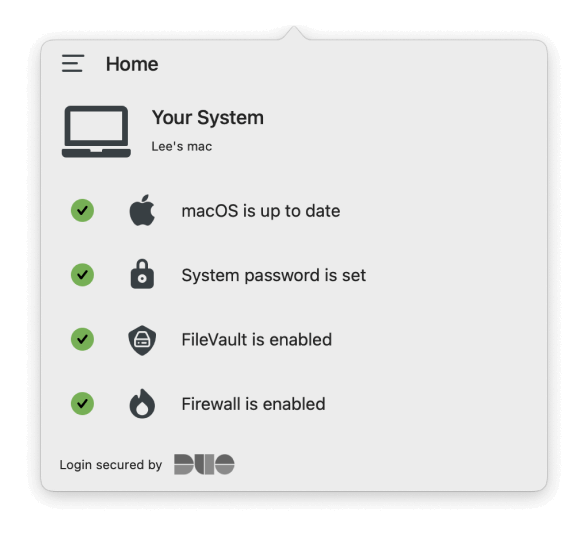 Home
Your System
Lee's mac
macOS is up to date
System password is set
FileVault is enabled
Firewall is enabled
Login secured by DUO